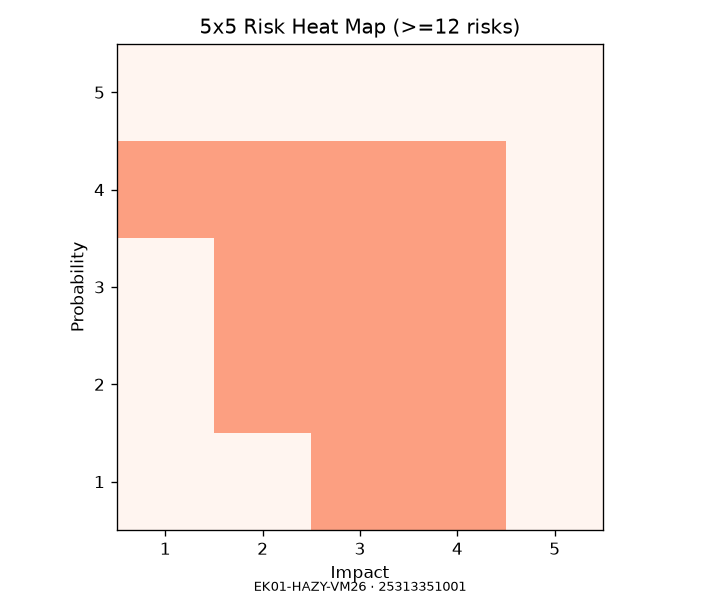 5x5 Risk Heat Map (>=12 risks)
Probability
5
4
3
2
1
1 2 3 4 5
Impact
EK01-HAZY-VM26 · 25313351001